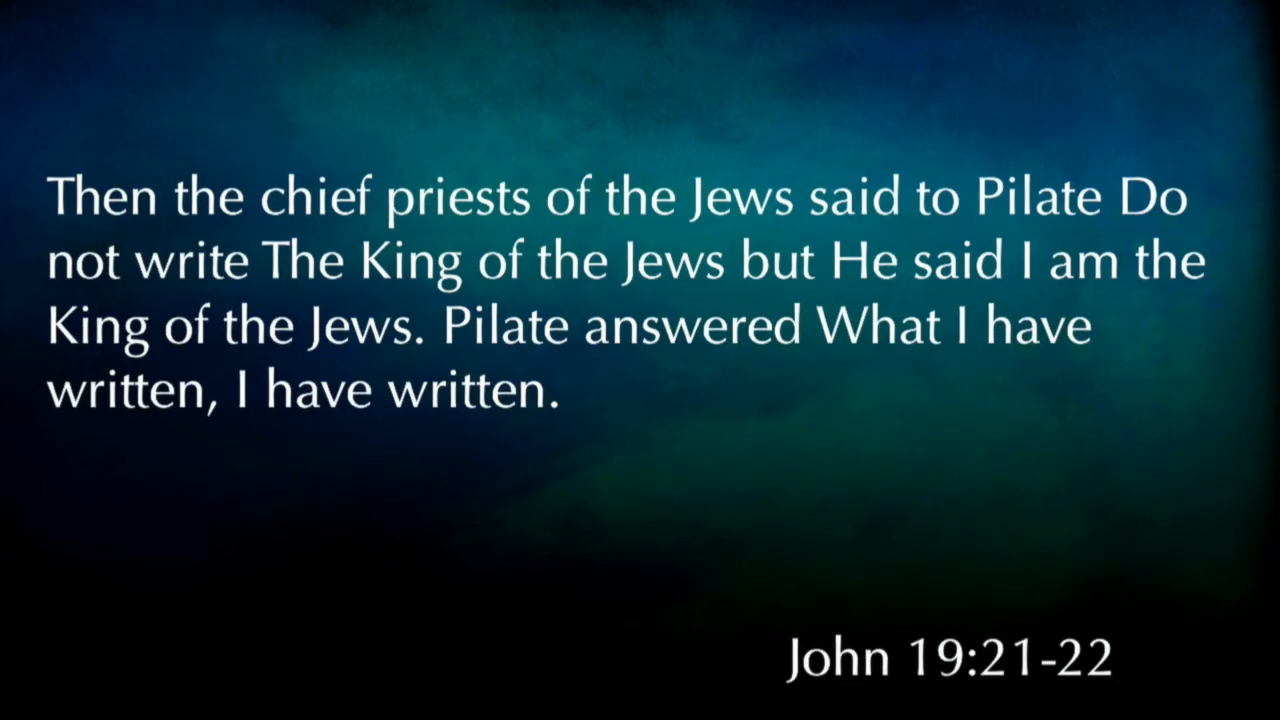 Then the chief priests of the Jews said to Pilate Do
not write The King of the Jews but He said I am the
King of the Jews. Pilate answered What I have
written, I have written.
John 19:21-22